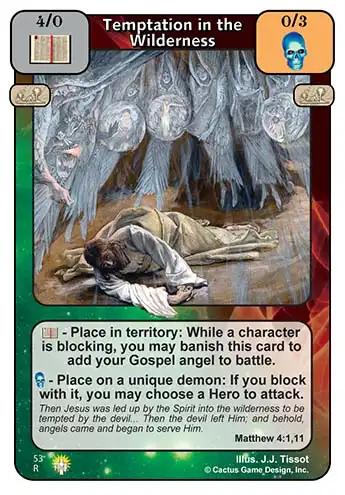 4/0
Temptation in the
Wilderness
0/3
- Place in territory: While a character
is blocking, you may banish this card to
add your Gospel angel to battle.
- Place on a unique demon: If you block
with it, you may choose a Hero to attack.
Then Jesus was led up by the Spirit into the wilderness to be
tempted by the devil... Then the devil left Him; and behold,
angels came and began to serve Him.
Matthew 4:1,11
53
R
Illus. J.J. Tissot
© Cactus Game Design, Inc.